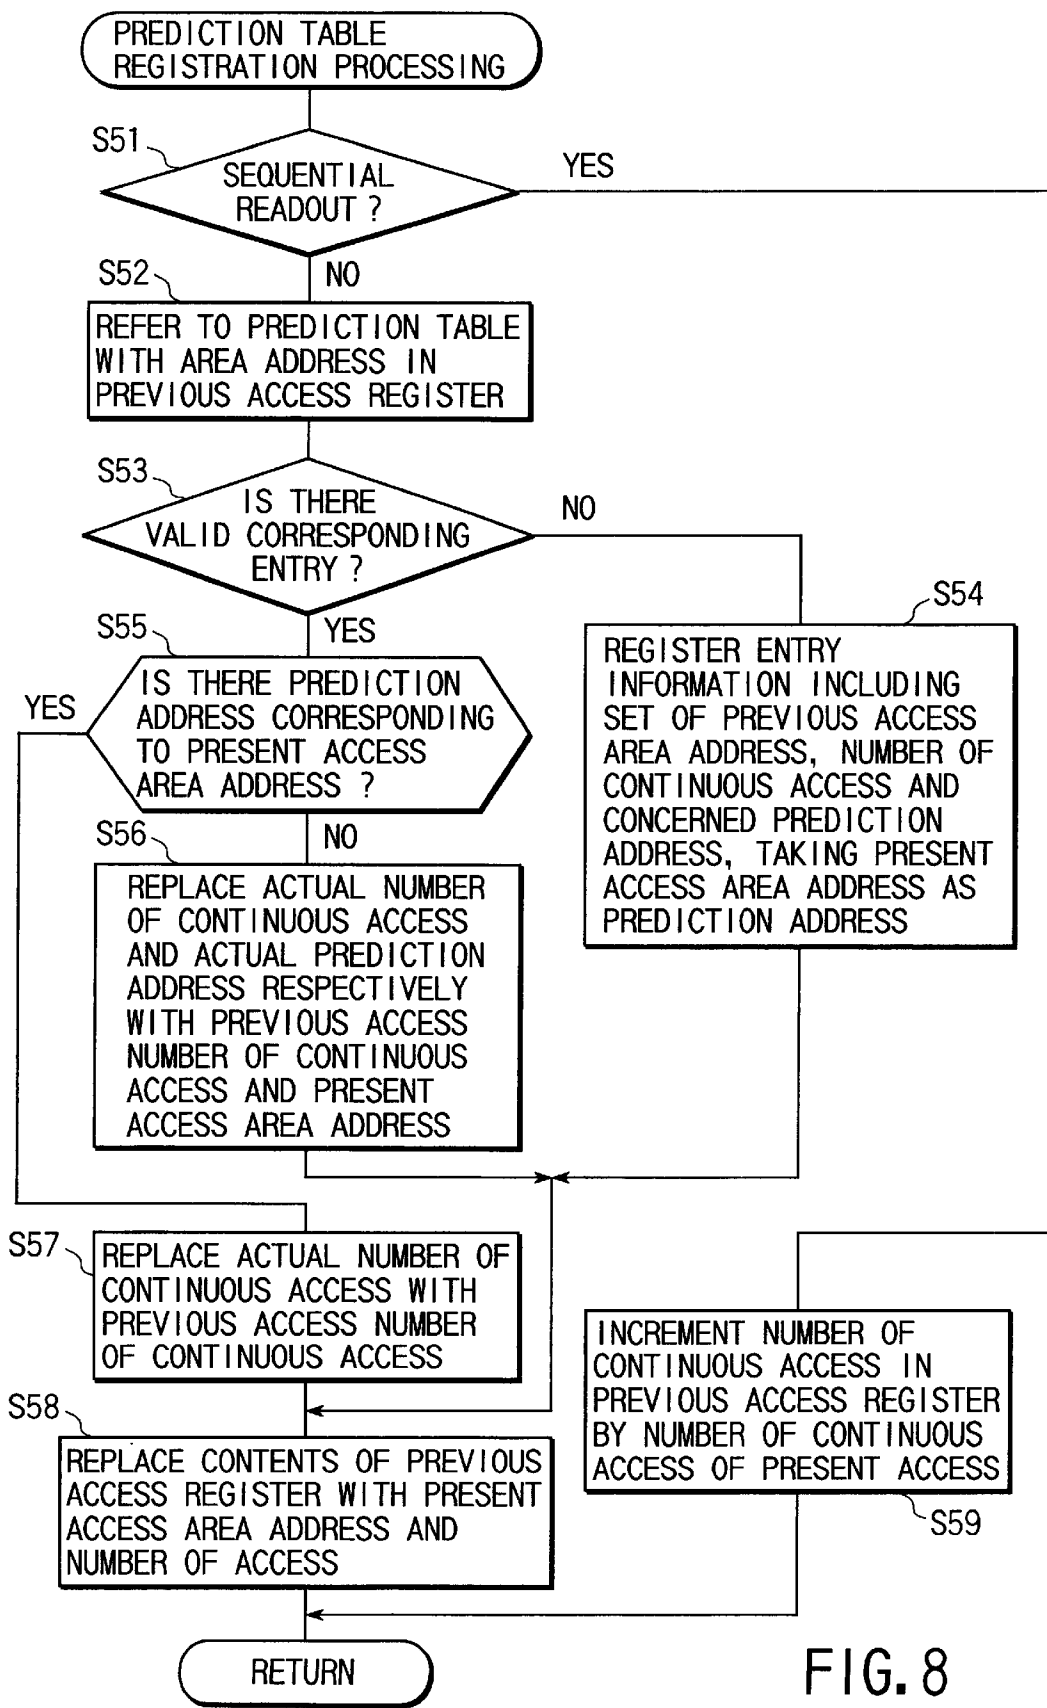 PREDICTION TABLE
REGISTRATION PROCESSING
S51
SEQUENTIAL
READOUT ?
YES
NO
S52
REFER TO PREDICTION TABLE
WITH AREA ADDRESS IN
PREVIOUS ACCESS REGISTER
S53
IS THERE
VALID CORRESPONDING
ENTRY ?
NO
YES
S54
REGISTER ENTRY
INFORMATION INCLUDING
SET OF PREVIOUS ACCESS
AREA ADDRESS, NUMBER OF
CONTINUOUS ACCESS AND
CONCERNED PREDICTION
ADDRESS, TAKING PRESENT
ACCESS AREA ADDRESS AS
PREDICTION ADDRESS
S55
IS THERE PREDICTION
ADDRESS CORRESPONDING
TO PRESENT ACCESS
AREA ADDRESS ?
YES
NO
S56
REPLACE ACTUAL NUMBER
OF CONTINUOUS ACCESS
AND ACTUAL PREDICTION
ADDRESS RESPECTIVELY
WITH PREVIOUS ACCESS
NUMBER OF CONTINUOUS
ACCESS AND PRESENT
ACCESS AREA ADDRESS
S57
REPLACE ACTUAL NUMBER OF
CONTINUOUS ACCESS WITH
PREVIOUS ACCESS NUMBER
OF CONTINUOUS ACCESS
S58
REPLACE CONTENTS OF PREVIOUS
ACCESS REGISTER WITH PRESENT
ACCESS AREA ADDRESS AND
NUMBER OF ACCESS
INCREMENT NUMBER OF
CONTINUOUS ACCESS IN
PREVIOUS ACCESS REGISTER
BY NUMBER OF CONTINUOUS
ACCESS OF PRESENT ACCESS
S59
RETURN
FIG. 8